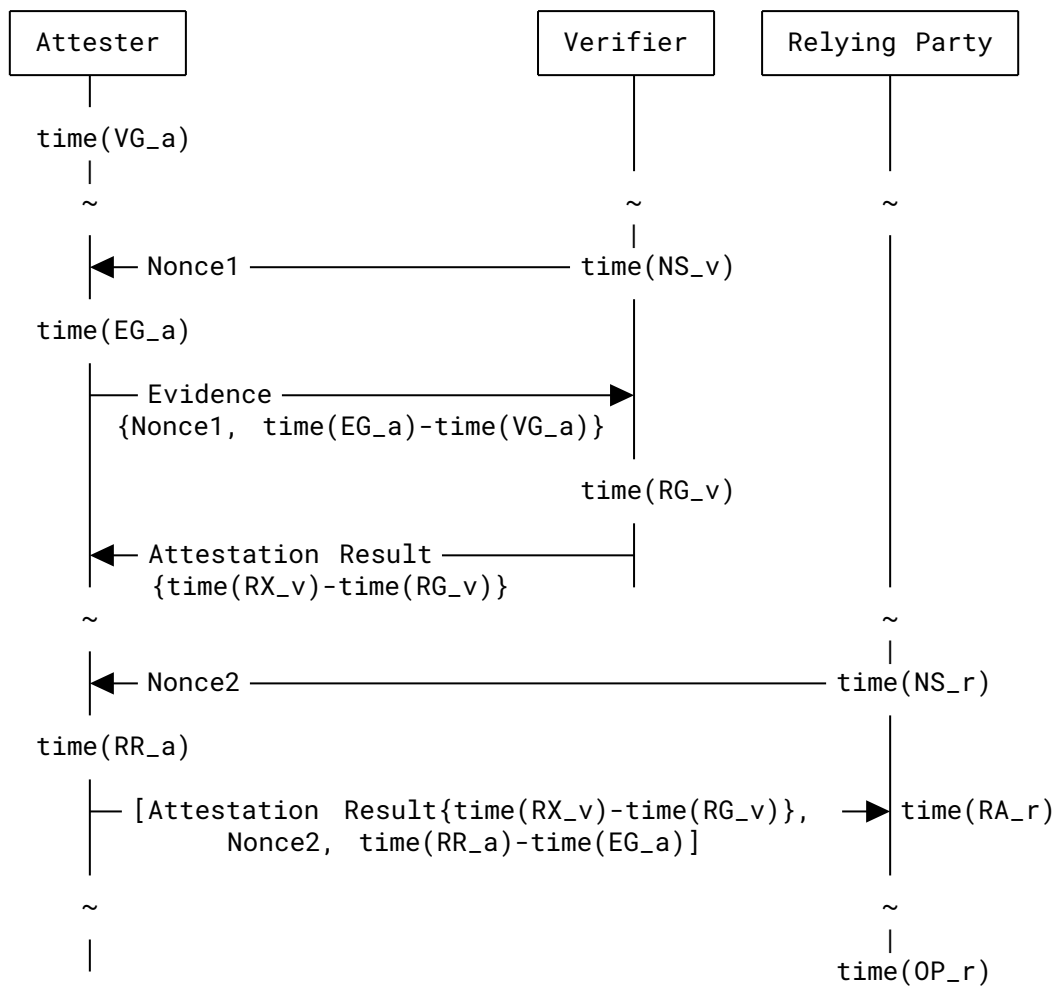 Attester Verifier Relying Party
time(VG_a)
~ ~ ~
Nonce1 time(NS_v)
time(EG_a)
Evidence
{Nonce1, time(EG_a)-time(VG_a)}
time(RG_v)
Attestation Result
{time(RX_v)-time(RG_v)}
~ ~
Nonce2 time(NS_r)
time(RR_a)
[Attestation Result{time(RX_v)-time(RG_v)}, time(RA_r)
Nonce2, time(RR_a)-time(EG_a)]
~ ~
time(OP_r)